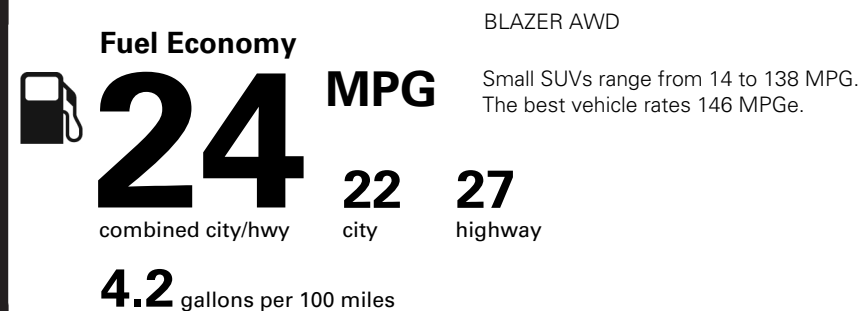 BLAZER AWD
Fuel Economy
24 MPG
Small SUVs range from 14 to 138 MPG.
The best vehicle rates 146 MPGe.
22 27
combined city/hwy city highway
4.2 gallons per 100 miles